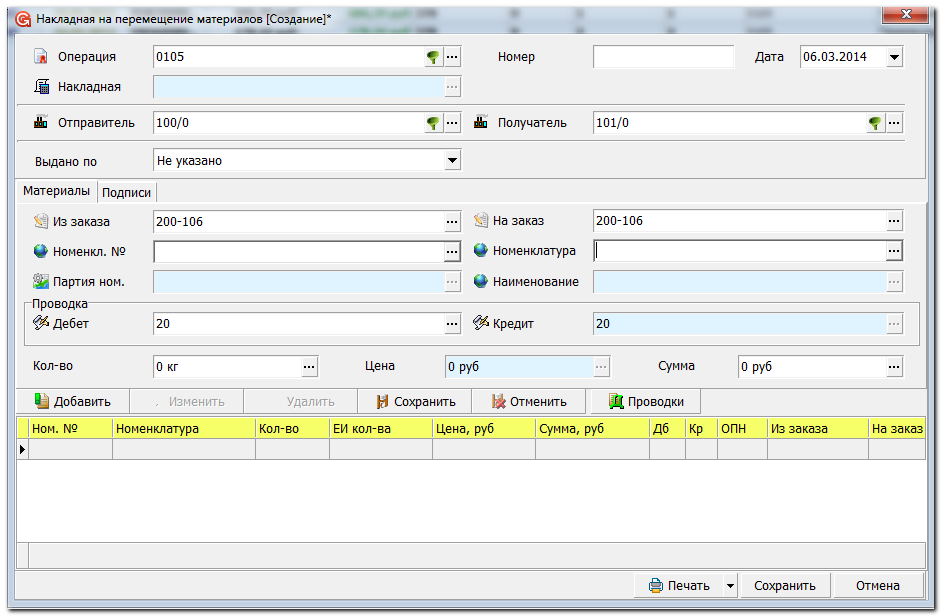 Накладная на перемещение материалов [Создание]*
Операция 0105 ... Номер Дата 06.03.2014
Накладная ...
Отправитель 100/0 ... Получатель 101/0 ...
Выдано по Не указано
Материалы Подписи
Из заказа 200-106 ... На заказ 200-106 ...
Номенкл. № ... Номенклатура ...
Партия ном. ... Наименование ...
Проводка
Дебет 20 ... Кредит 20 ...
Кол-во 0 кг ... Цена 0 руб ... Сумма 0 руб ...
Добавить Изменить Удалить Сохранить Отменить Проводки
Ном. № Номенклатура Кол-во ЕИ кол-ва Цена, руб Сумма, руб Дб Кр ОПН Из заказа На заказ
Печать Сохранить Отмена